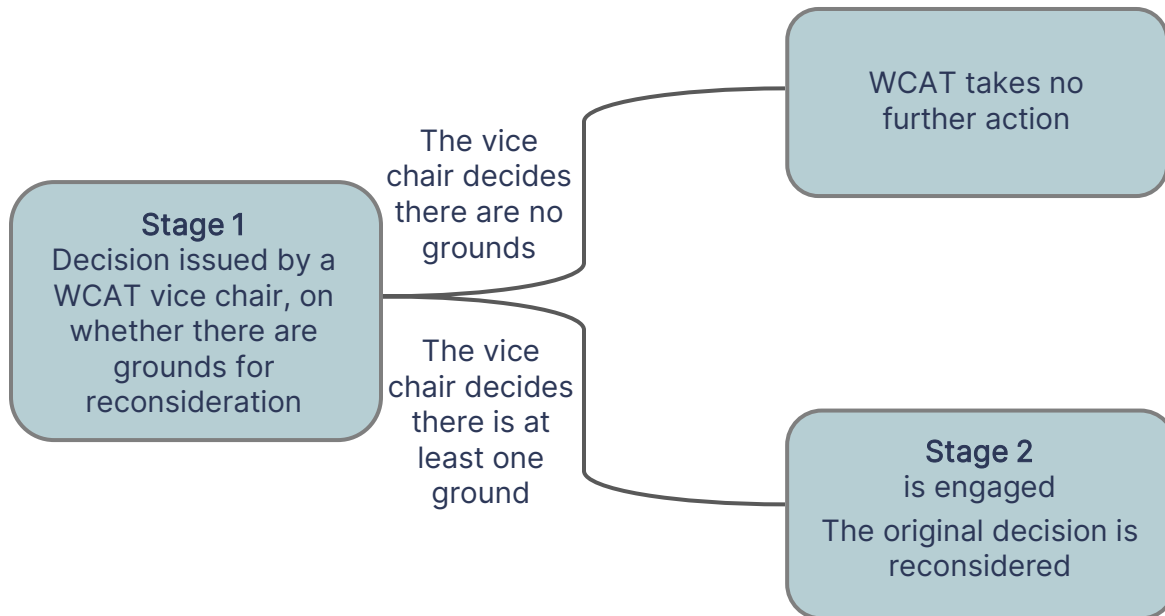 Stage 1
Decision issued by a
WCAT vice chair, on
whether there are
grounds for
reconsideration
The vice
chair decides
there are no
grounds
WCAT takes no
further action
The vice
chair decides
there is at
least one
ground
Stage 2
is engaged
The original decision is
reconsidered